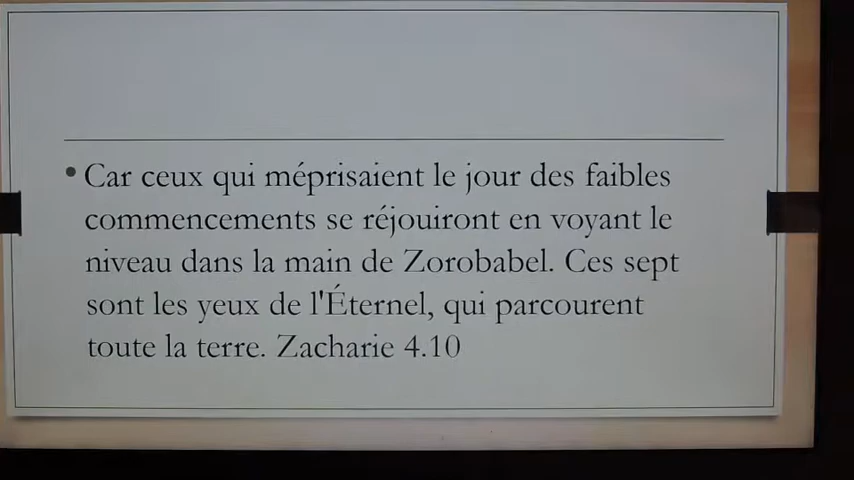 • Car ceux qui méprisaient le jour des faibles
commencements se réjouiront en voyant le
niveau dans la main de Zorobabel. Ces sept
sont les yeux de l'Éternel, qui parcourent
toute la terre. Zacharie 4.10